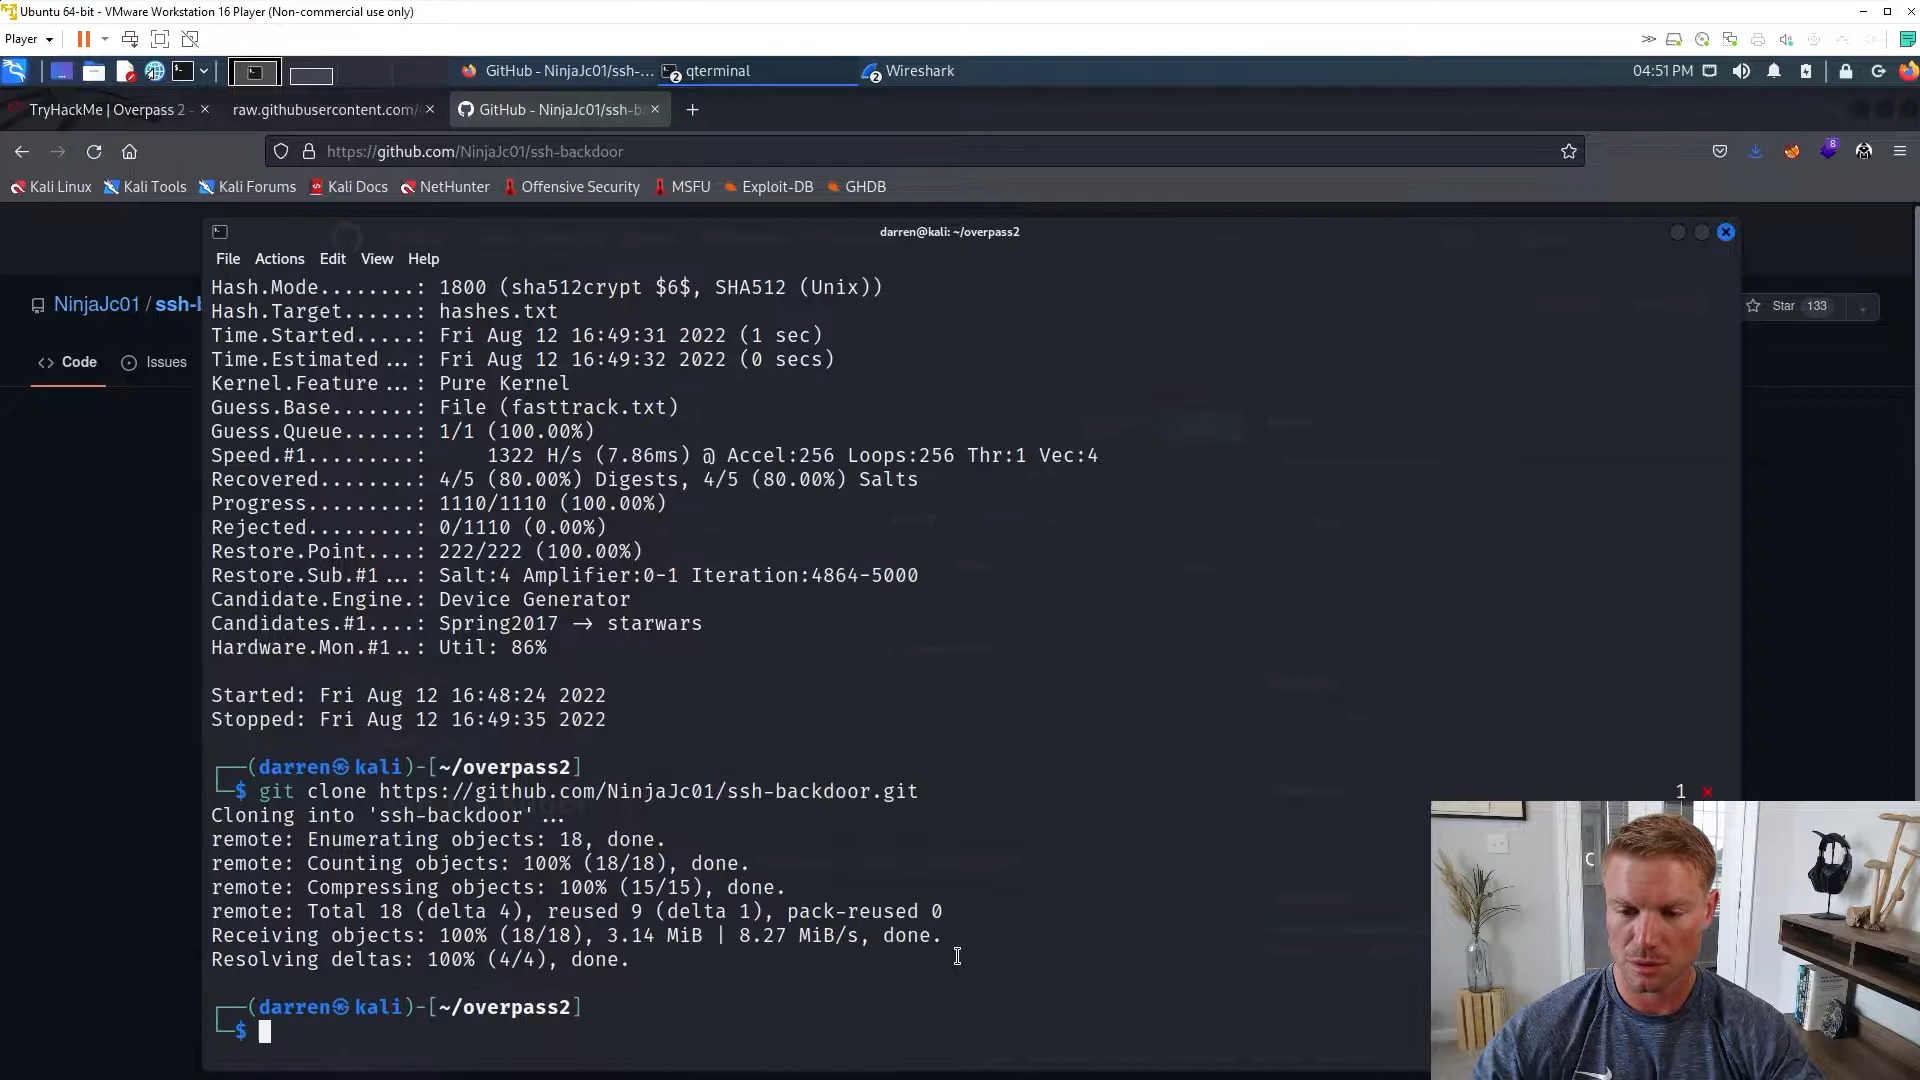 Ubuntu 64-bit - VMware Workstation 16 Player (Non-commercial use only)
Player
GitHub - NinjaJc01/ssh-...
2
qterminal
2
Wireshark
04:51 PM
TryHackMe | Overpass 2 -
raw.githubusercontent.com/
GitHub - NinjaJc01/ssh-b
https://github.com/NinjaJc01/ssh-backdoor
8
Kali Linux
Kali Tools
Kali Forums
Kali Docs
NetHunter
Offensive Security
MSFU
Exploit-DB
GHDB
darren@kali: ~/overpass2
File Actions Edit View Help
NinjaJc01 / ssh-b
Star 133
Code
Issues
Hash.Mode........: 1800 (sha512crypt $6$, SHA512 (Unix))
Hash.Target......: hashes.txt
Time.Started.....: Fri Aug 12 16:49:31 2022 (1 sec)
Time.Estimated...: Fri Aug 12 16:49:32 2022 (0 secs)
Kernel.Feature...: Pure Kernel
Guess.Base.......: File (fasttrack.txt)
Guess.Queue......: 1/1 (100.00%)
Speed.#1.........: 1322 H/s (7.86ms) @ Accel:256 Loops:256 Thr:1 Vec:4
Recovered........: 4/5 (80.00%) Digests, 4/5 (80.00%) Salts
Progress.........: 1110/1110 (100.00%)
Rejected.........: 0/1110 (0.00%)
Restore.Point....: 222/222 (100.00%)
Restore.Sub.#1...: Salt:4 Amplifier:0-1 Iteration:4864-5000
Candidate.Engine.: Device Generator
Candidates.#1....: Spring2017 -> starwars
Hardware.Mon.#1..: Util: 86%
Started: Fri Aug 12 16:48:24 2022
Stopped: Fri Aug 12 16:49:35 2022
┌──(darren㉿kali)-[~/overpass2]
└─$ git clone https://github.com/NinjaJc01/ssh-backdoor.git 1 ⨯
Cloning into 'ssh-backdoor'...
remote: Enumerating objects: 18, done.
remote: Counting objects: 100% (18/18), done.
remote: Compressing objects: 100% (15/15), done.
remote: Total 18 (delta 4), reused 9 (delta 1), pack-reused 0
Receiving objects: 100% (18/18), 3.14 MiB | 8.27 MiB/s, done.
Resolving deltas: 100% (4/4), done.
┌──(darren㉿kali)-[~/overpass2]
└─$